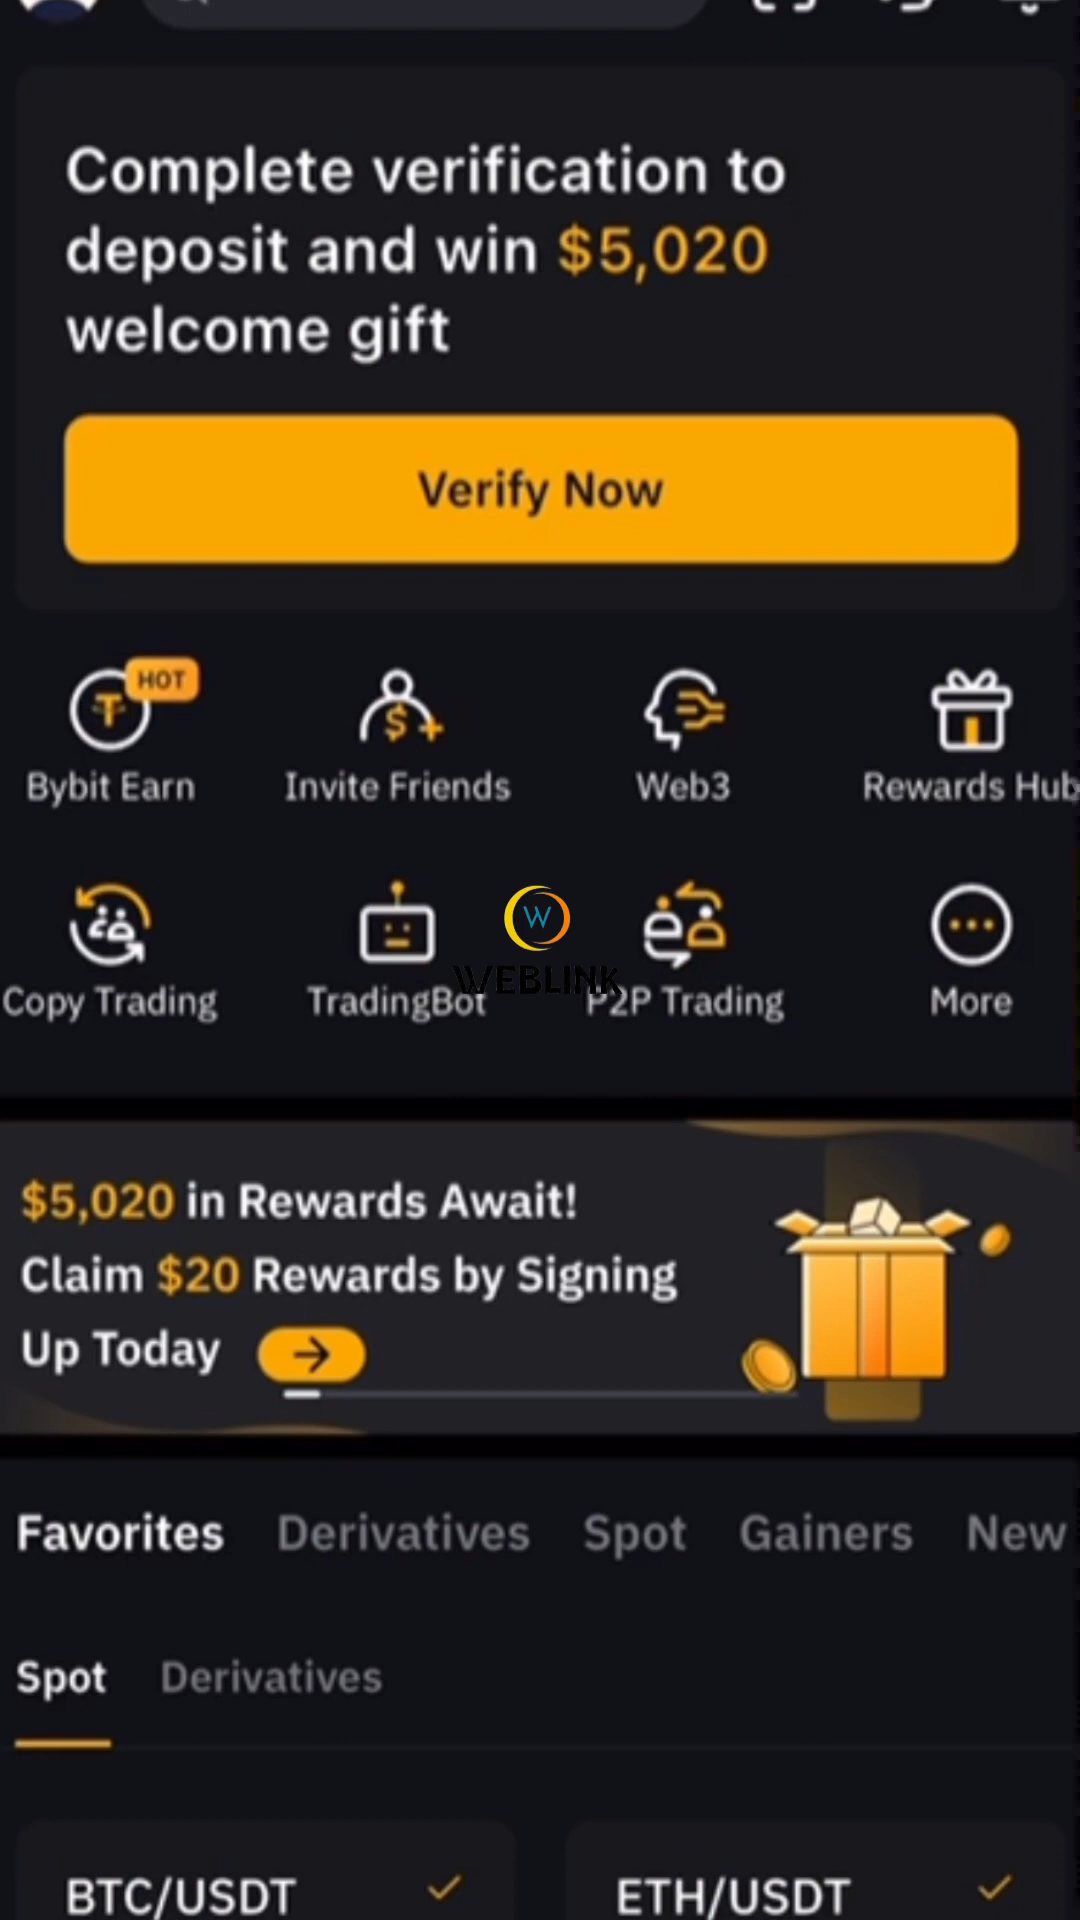 Complete verification to
deposit and win $5,020
welcome gift
Verify Now
HOT
Bybit Earn
Invite Friends
Web3
Rewards Hub
W
WEBLINK
Copy Trading
TradingBot
P2P Trading
More
$5,020 in Rewards Await!
Claim $20 Rewards by Signing
Up Today
Favorites Derivatives Spot Gainers New
Spot Derivatives
BTC/USDT
ETH/USDT